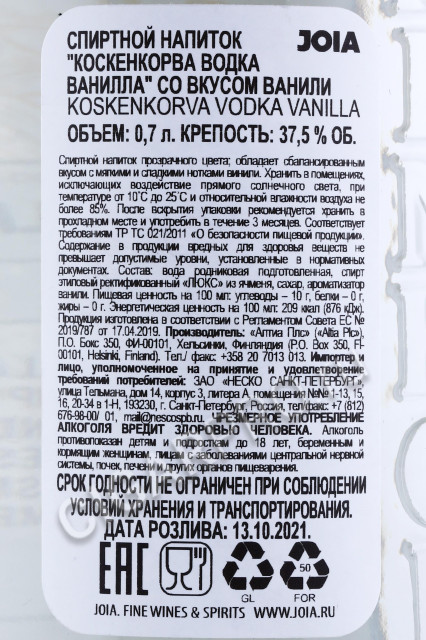 СПИРТНОЙ НАПИТОК JOIA
"КОСКЕНКОРВА ВОДКА
ВАНИЛЛА" СО ВКУСОМ ВАНИЛИ
KOSKENKORVA VODKA VANILLA
ОБЪЕМ: 0,7 л. КРЕПОСТЬ: 37,5 % ОБ.
Спиртной напиток прозрачного цвета; обладает сбалансированным
вкусом с мягкими и сладкими нотками ванили. Хранить в помещениях,
исключающих воздействие прямого солнечного света, при
температуре от 10˚С до 25˚С и относительной влажности воздуха не
более 85%. После вскрытия упаковки рекомендуется хранить в
прохладном месте и употребить в течение 3 месяцев. Соответствует
требованиям ТР ТС 021/2011 «О безопасности пищевой продукции».
Содержание в продукции вредных для здоровья веществ не
превышает допустимые уровни, установленные в нормативных
документах. Состав: вода родниковая подготовленная, спирт
этиловый ректификованный «ЛЮКС» из ячменя, сахар, ароматизатор
ванили. Пищевая ценность на 100 мл: углеводы – 10 г, белки – 0 г,
жиры – 0 г. Энергетическая ценность на 100 мл: 209 ккал (876 кДж).
Продукция изготовлена в соответствии с Регламентом Совета ЕС №
2019/787 от 17.04.2019. Производитель: «Алтиа Плс» («Altia Plc»),
П.О. Бокс 350, ФИ-00101, Хельсинки, Финляндия (P.O. Box 350, FI-
00101, Helsinki, Finland). Тел./ факс: +358 20 7013 013. Импортер и
лицо, уполномоченное на принятие и удовлетворение
требований потребителей: ЗАО «НЕСКО САНКТ-ПЕТЕРБУРГ»,
улица Тельмана, дом 14, корпус 3, литера А, помещения №№ 1-13, 15,
16, 20-34 в 1-Н, 193230, г. Санкт-Петербург, Россия, тел/факс: +7 (812)
676-98-00/ 01, mail@nescospb.ru. ЧРЕЗМЕРНОЕ УПОТРЕБЛЕНИЕ
АЛКОГОЛЯ ВРЕДИТ ЗДОРОВЬЮ ЧЕЛОВЕКА. Алкоголь
противопоказан детям и подросткам до 18 лет, беременным и
кормящим женщинам, лицам с заболеваниями центральной нервной
системы, почек, печени и других органов пищеварения.
СРОК ГОДНОСТИ НЕ ОГРАНИЧЕН ПРИ СОБЛЮДЕНИИ
УСЛОВИЙ ХРАНЕНИЯ И ТРАНСПОРТИРОВАНИЯ.
ДАТА РОЗЛИВА: 13.10.2021.
EAC 50
GL FOR
JOIA. FINE WINES & SPIRITS WWW.JOIA.RU